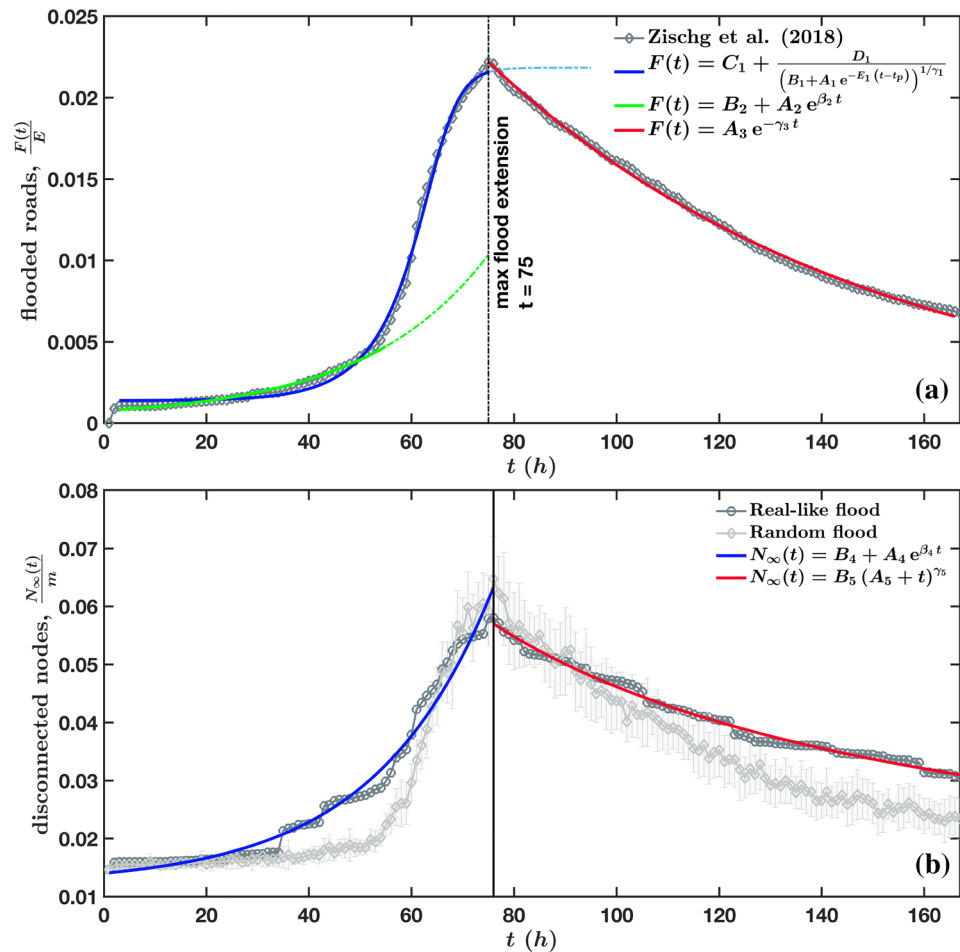 0.025
0.02
0.015
0.01
0.005
0
flooded roads, F(t)/E
Zischg et al. (2018)
F(t) = C₁ + D₁/(B₁+A₁ e^{−E₁ (t−t_p)})^{1/γ₁}
F(t) = B₂ + A₂ e^{β₂ t}
F(t) = A₃ e^{−γ₃ t}
max flood extension
t = 75
(a)
0 20 40 60 80 100 120 140 160
t (h)
0.08
0.07
0.06
0.05
0.04
0.03
0.02
0.01
disconnected nodes, N_∞(t)/m
Real-like flood
Random flood
N_∞(t) = B₄ + A₄ e^{β₄ t}
N_∞(t) = B₅ (A₅ + t)^{γ₅}
(b)
0 20 40 60 80 100 120 140 160
t (h)